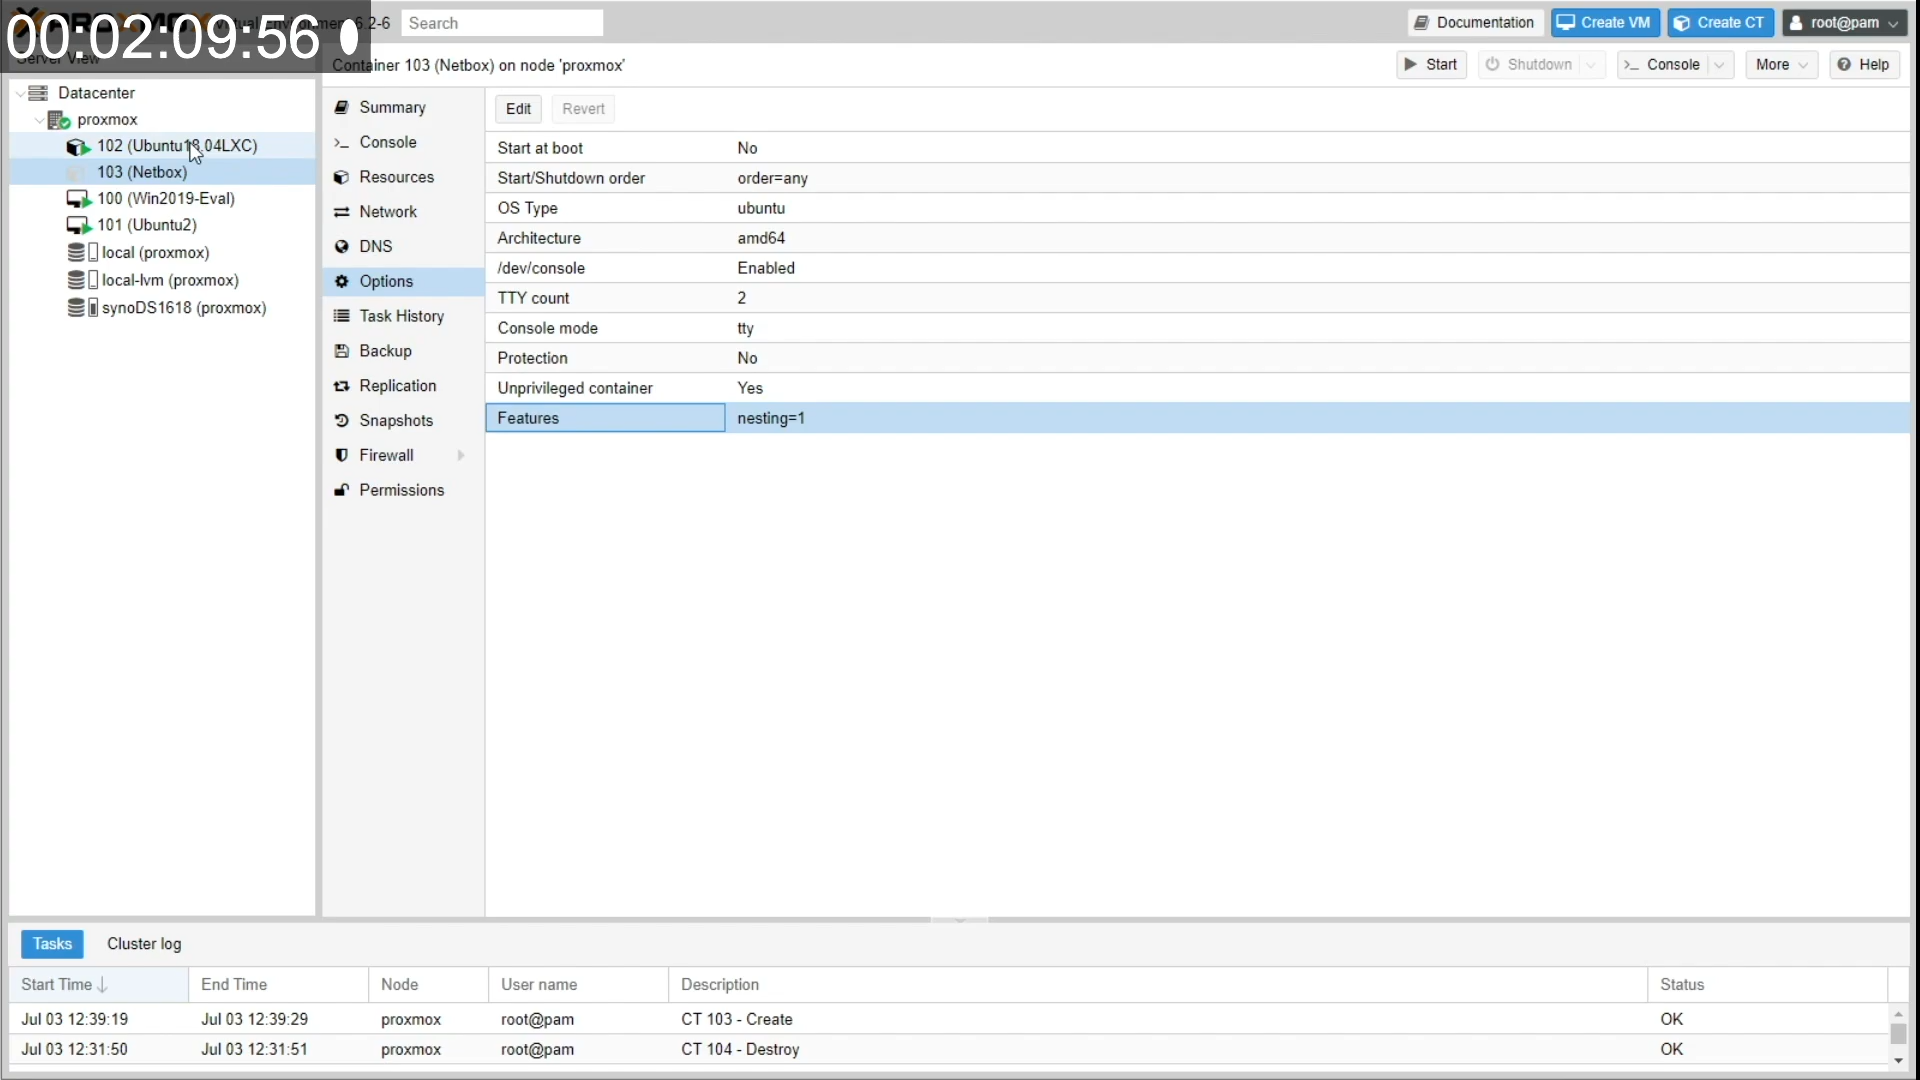 00:02:09:56
6.2-6
Search
Documentation
Create VM
Create CT
root@pam
Server View
Container 103 (Netbox) on node 'proxmox'
Start
Shutdown
Console
More
Help
Datacenter
proxmox
102 (Ubuntu18.04LXC)
103 (Netbox)
100 (Win2019-Eval)
101 (Ubuntu2)
local (proxmox)
local-lvm (proxmox)
synoDS1618 (proxmox)
Summary
Console
Resources
Network
DNS
Options
Task History
Backup
Replication
Snapshots
Firewall
Permissions
Edit Revert
Start at boot No
Start/Shutdown order order=any
OS Type ubuntu
Architecture amd64
/dev/console Enabled
TTY count 2
Console mode tty
Protection No
Unprivileged container Yes
Features nesting=1
Tasks Cluster log
Start Time End Time Node User name Description Status
Jul 03 12:39:19 Jul 03 12:39:29 proxmox root@pam CT 103 - Create OK
Jul 03 12:31:50 Jul 03 12:31:51 proxmox root@pam CT 104 - Destroy OK